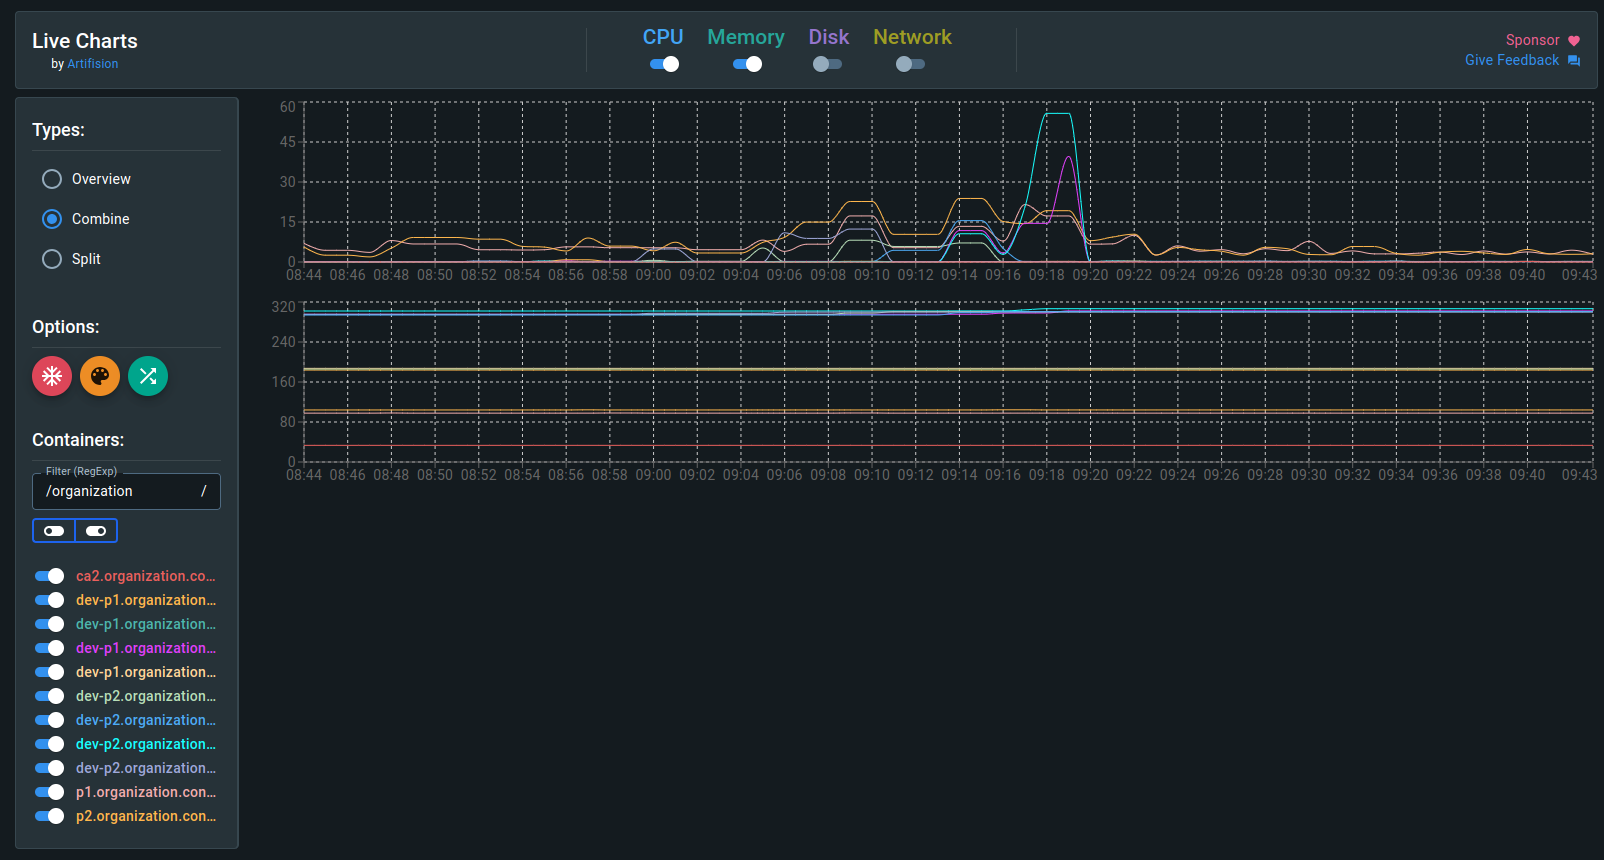 Live Charts
by Artifision
CPU Memory Disk Network
Sponsor
Give Feedback
Types:
Overview
Combine
Split
Options:
Containers:
Filter (RegExp)
/organization /
ca2.organization.co...
dev-p1.organization...
dev-p1.organization...
dev-p1.organization...
dev-p1.organization...
dev-p2.organization...
dev-p2.organization...
dev-p2.organization...
dev-p2.organization...
p1.organization.con...
p2.organization.con...
60
45
30
15
0
08:44 08:46 08:48 08:50 08:52 08:54 08:56 08:58 09:00 09:02 09:04 09:06 09:08 09:10 09:12 09:14 09:16 09:18 09:20 09:22 09:24 09:26 09:28 09:30 09:32 09:34 09:36 09:38 09:40 09:43
320
240
160
80
0
08:44 08:46 08:48 08:50 08:52 08:54 08:56 08:58 09:00 09:02 09:04 09:06 09:08 09:10 09:12 09:14 09:16 09:18 09:20 09:22 09:24 09:26 09:28 09:30 09:32 09:34 09:36 09:38 09:40 09:43